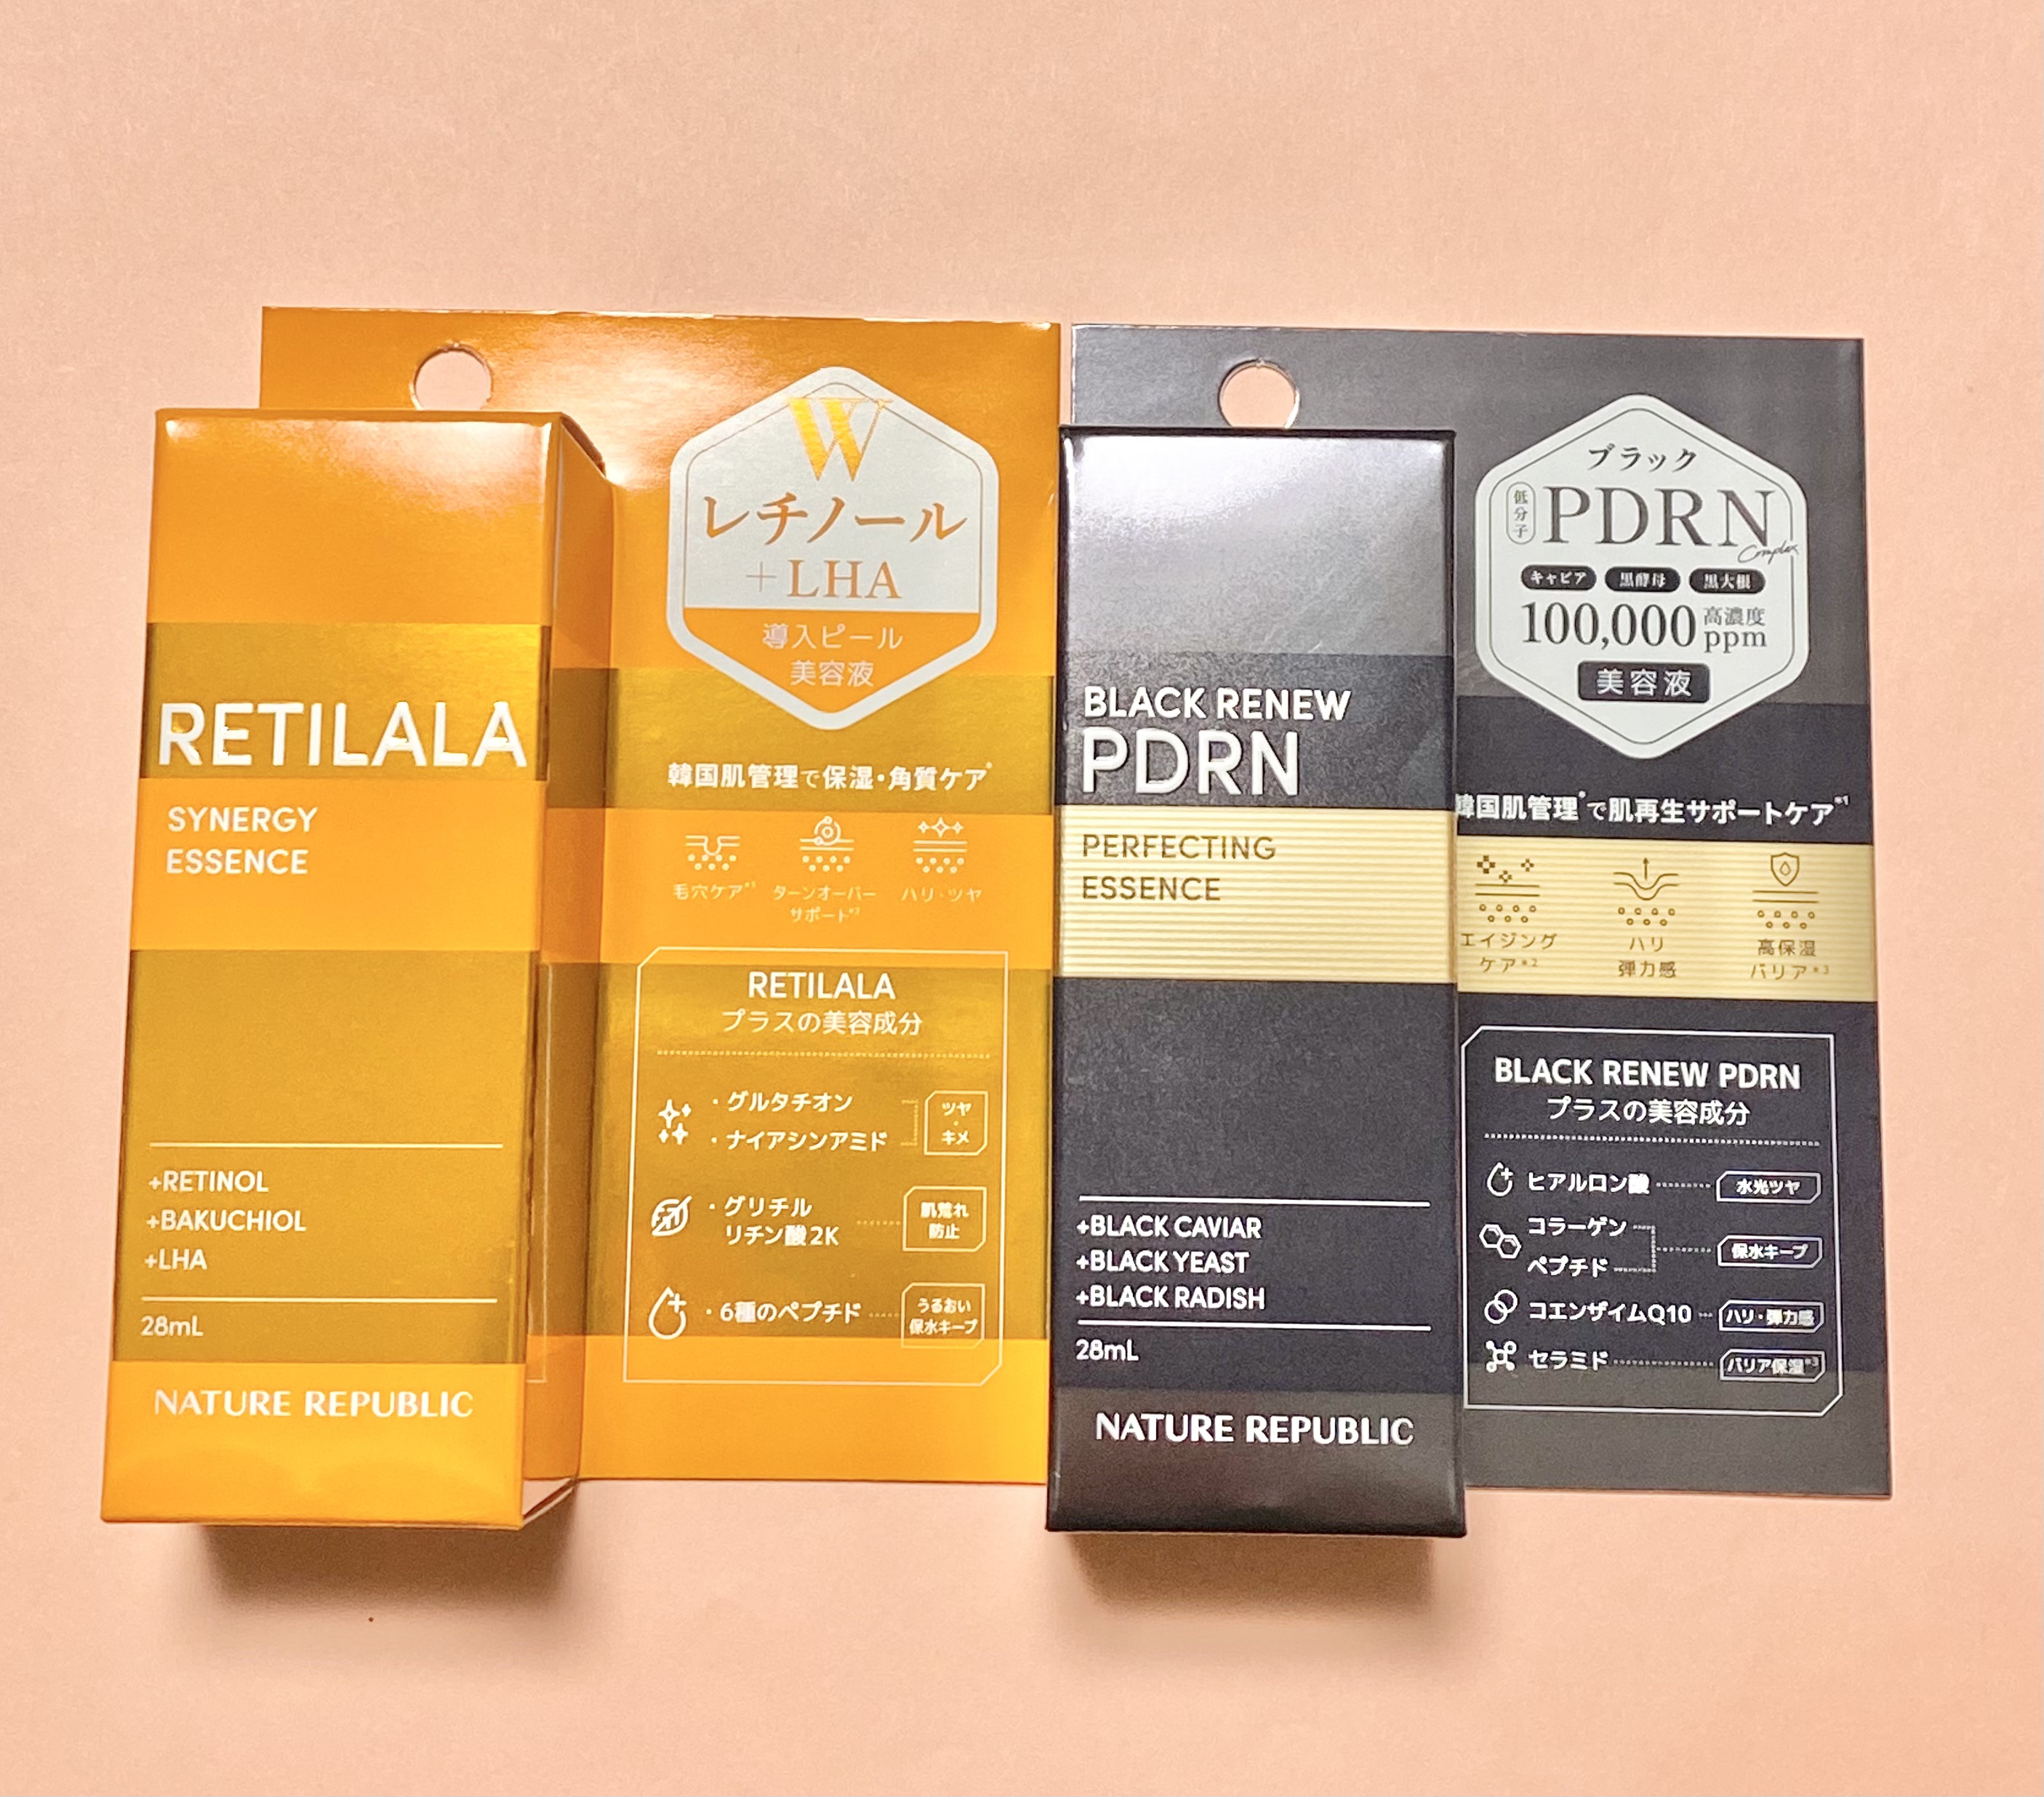 RETILALA
SYNERGY
ESSENCE
+RETINOL
+BAKUCHIOL
+LHA
28mL
NATURE REPUBLIC
W
レチノール
+LHA
導入ピール
美容液
韓国肌管理で保湿・角質ケア*
毛穴ケア
ターンオーバー
サポート
ハリ・ツヤ
RETILALA
プラスの美容成分
・グルタチオン
・ナイアシンアミド
ツヤ
・
キメ
・グリチル
リチン酸2K
肌荒れ
防止
・6種のペプチド
うるおい
保水キープ
BLACK RENEW
PDRN
PERFECTING
ESSENCE
+BLACK CAVIAR
+BLACK YEAST
+BLACK RADISH
28mL
NATURE REPUBLIC
ブラック
低分子
PDRN
Complex
キャビア 黒酵母 黒大根
100,000 高濃度 ppm
美容液
韓国肌管理*で肌再生サポートケア*1
エイジング
ケア*2
ハリ
弾力感
高保湿
バリア*3
BLACK RENEW PDRN
プラスの美容成分
ヒアルロン酸 水光ツヤ
コラーゲン
ペプチド
保水キープ
コエンザイムQ10 ハリ・弾力感
セラミド バリア保湿*3